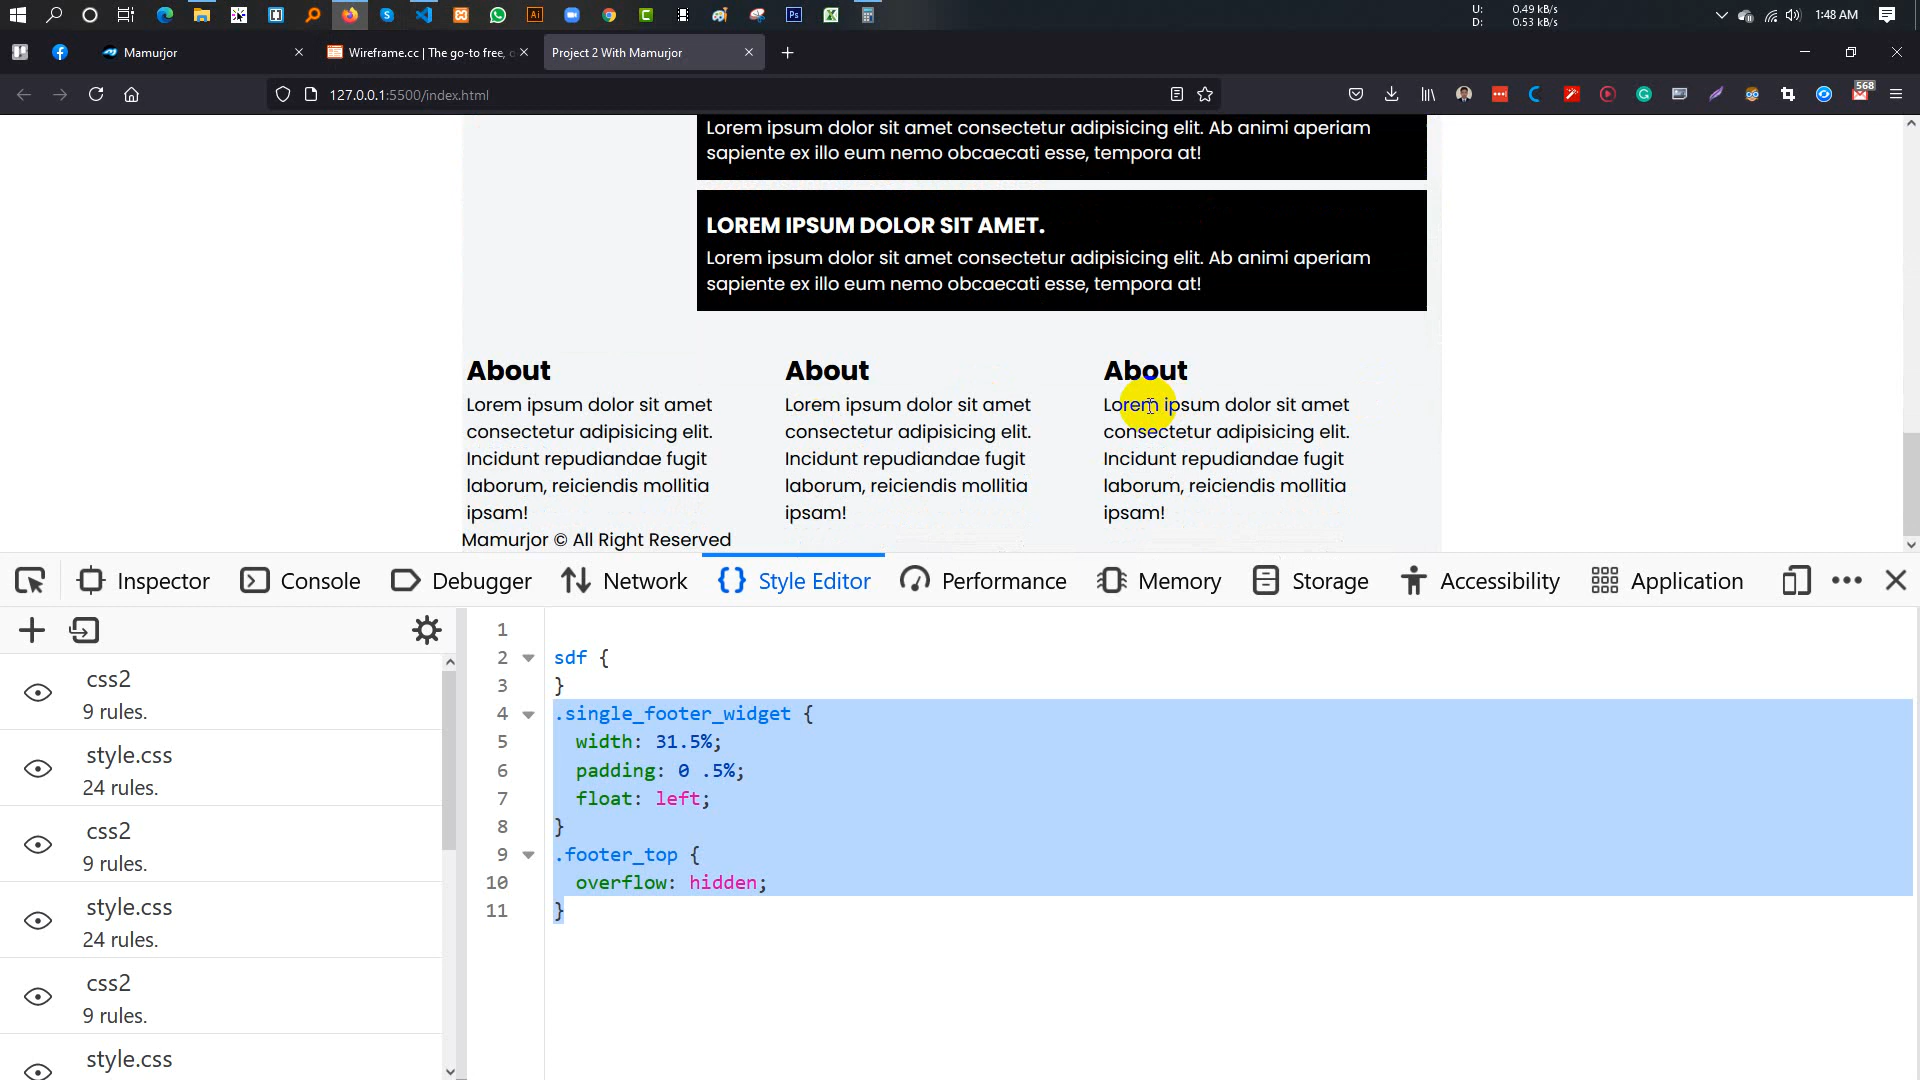 U: 0.49 kB/s
D: 0.53 kB/s
1:48 AM
Mamurjor
Wireframe.cc | The go-to free, o
Project 2 With Mamurjor
127.0.0.1:5500/index.html
568
Lorem ipsum dolor sit amet consectetur adipisicing elit. Ab animi aperiam
sapiente ex illo eum nemo obcaecati esse, tempora at!
LOREM IPSUM DOLOR SIT AMET.
Lorem ipsum dolor sit amet consectetur adipisicing elit. Ab animi aperiam
sapiente ex illo eum nemo obcaecati esse, tempora at!
About
Lorem ipsum dolor sit amet
consectetur adipisicing elit.
Incidunt repudiandae fugit
laborum, reiciendis mollitia
ipsam!
About
Lorem ipsum dolor sit amet
consectetur adipisicing elit.
Incidunt repudiandae fugit
laborum, reiciendis mollitia
ipsam!
About
Lorem ipsum dolor sit amet
consectetur adipisicing elit.
Incidunt repudiandae fugit
laborum, reiciendis mollitia
ipsam!
Mamurjor © All Right Reserved
Inspector Console Debugger Network Style Editor Performance Memory Storage Accessibility Application
css2
9 rules.
style.css
24 rules.
css2
9 rules.
style.css
24 rules.
css2
9 rules.
style.css
1
2 sdf {
3 }
4 .single_footer_widget {
5 width: 31.5%;
6 padding: 0 .5%;
7 float: left;
8 }
9 .footer_top {
10 overflow: hidden;
11 }